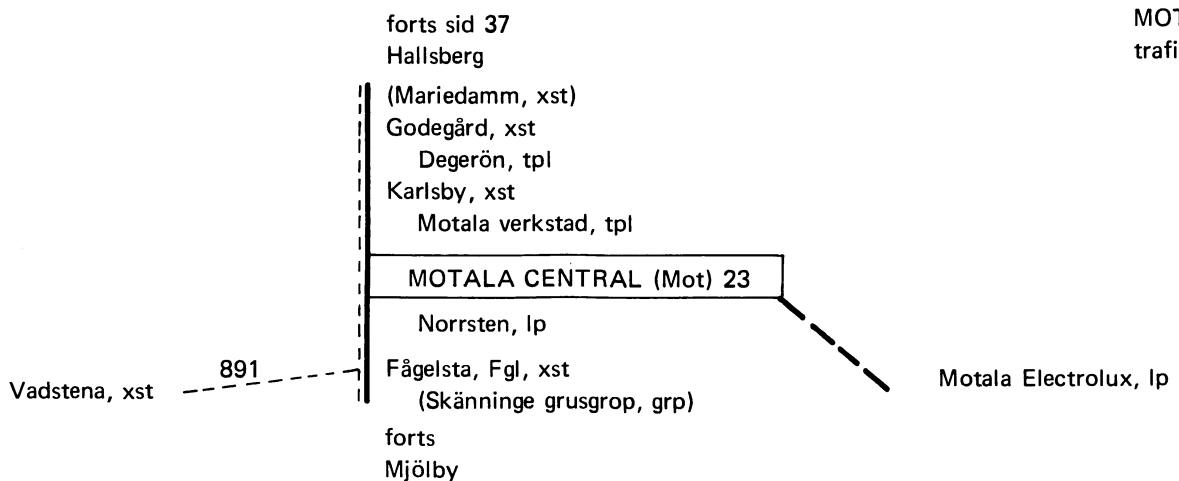 forts sid 37
Hallsberg
(Mariedamm, xst)
Godegård, xst
Degerön, tpl
Karlsby, xst
Motala verkstad, tpl
MOTALA CENTRAL (Mot) 23
Norrsten, lp
Fågelsta, Fgl, xst
(Skänninge grusgrop, grp)
forts
Mjölby
891
Vadstena, xst
Motala Electrolux, lp